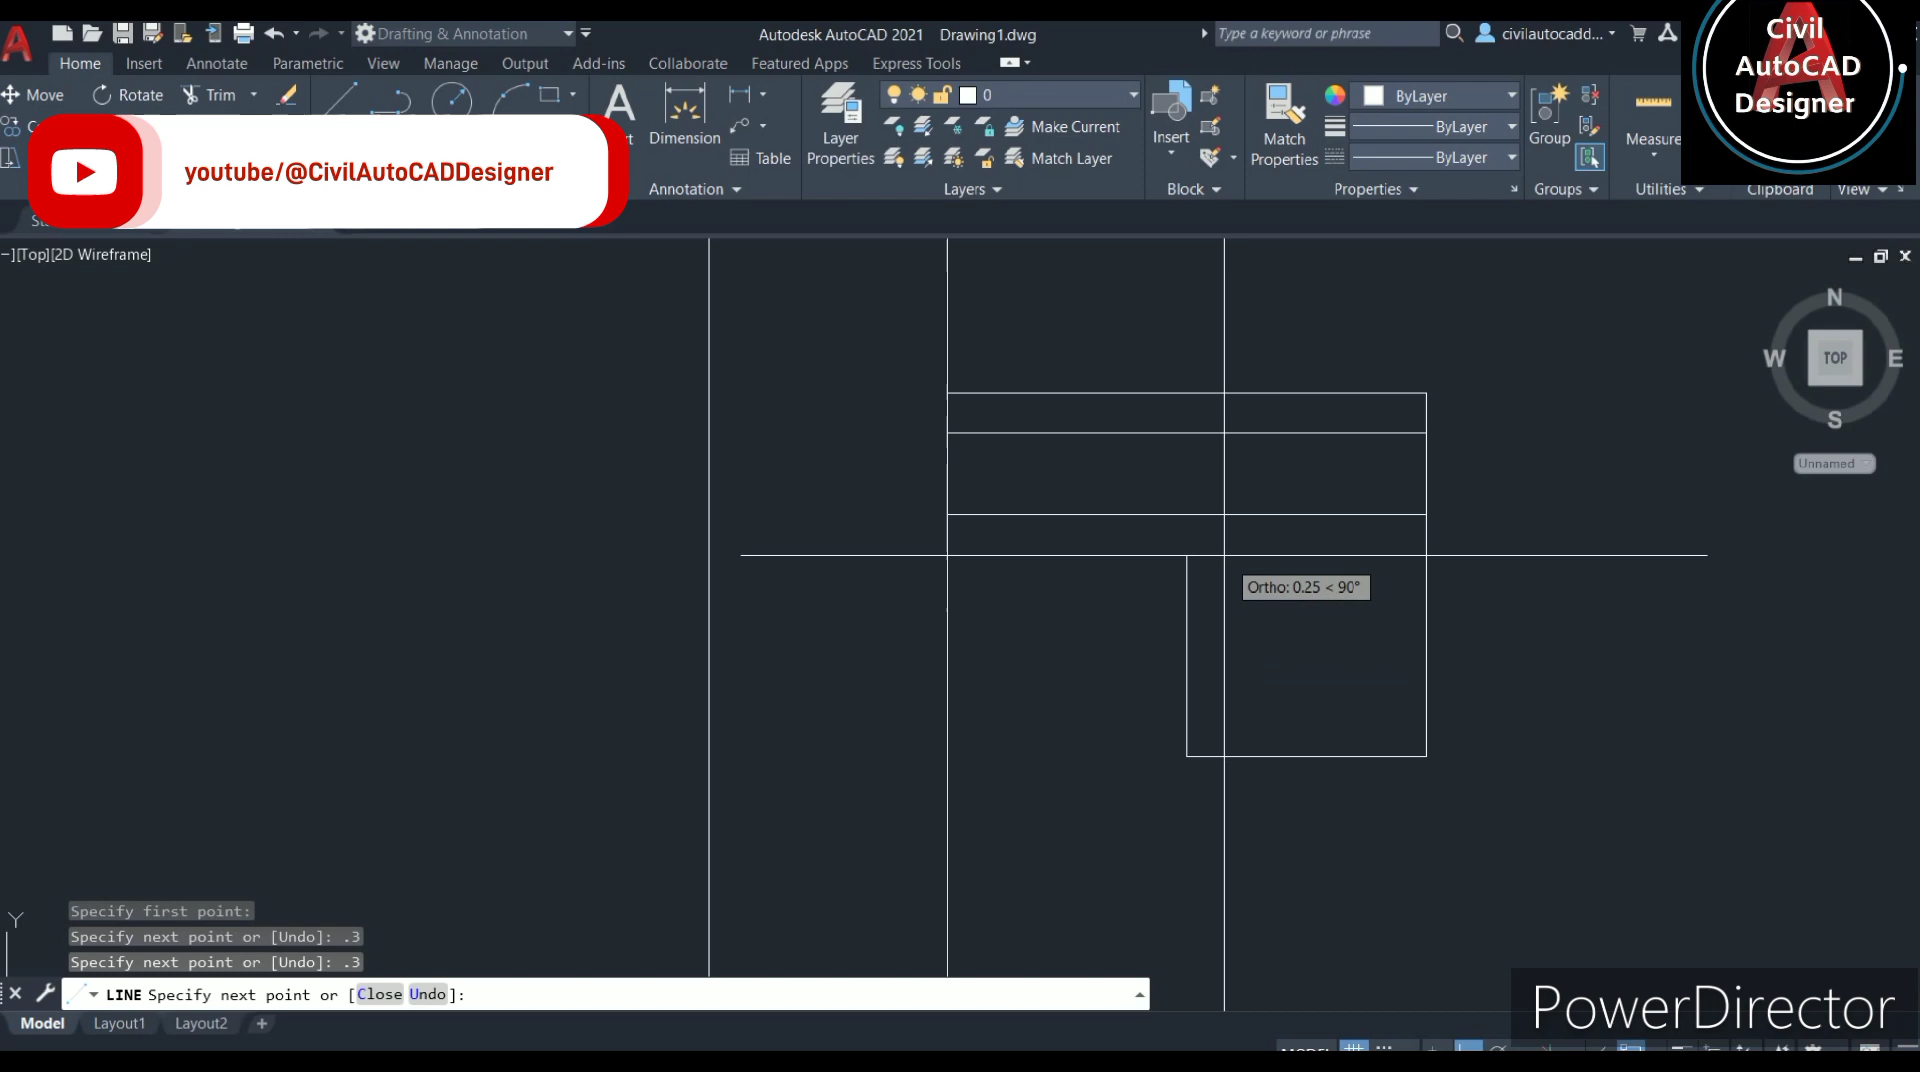 Drafting & Annotation
Autodesk AutoCAD 2021 Drawing1.dwg
Type a keyword or phrase
civilautocadd...
Home Insert Annotate Parametric View Manage Output Add-ins Collaborate Featured Apps Express Tools
Move Rotate Trim
0
ByLayer
Make Current
ByLayer
Dimension
Layer
Properties
Insert
Match
Properties
Group
Measure
Table
Match Layer
ByLayer
Annotation
Layers
Block
Properties
Groups
Utilities
Clipboard
View
youtube/@CivilAutoCADDesigner
Civil
AutoCAD
Designer
−][Top][2D Wireframe]
N
W TOP E
S
Unnamed
Ortho: 0.25 < 90°
Y
Specify first point:
Specify next point or [Undo]: .3
Specify next point or [Undo]: .3
LINE Specify next point or [Close Undo]:
Model Layout1 Layout2 +
PowerDirector